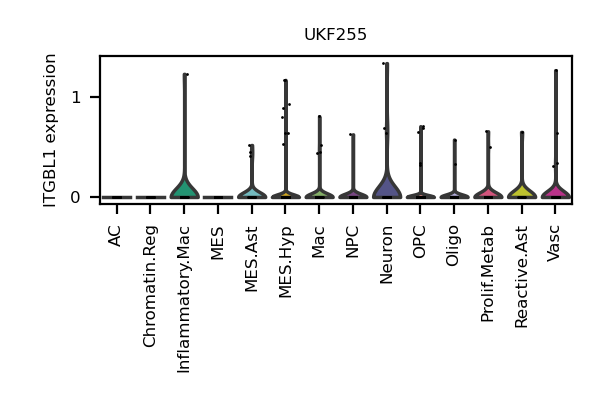 UKF255
ITGBL1 expression
1
0
AC
Chromatin.Reg
Inflammatory.Mac
MES
MES.Ast
MES.Hyp
Mac
NPC
Neuron
OPC
Oligo
Prolif.Metab
Reactive.Ast
Vasc